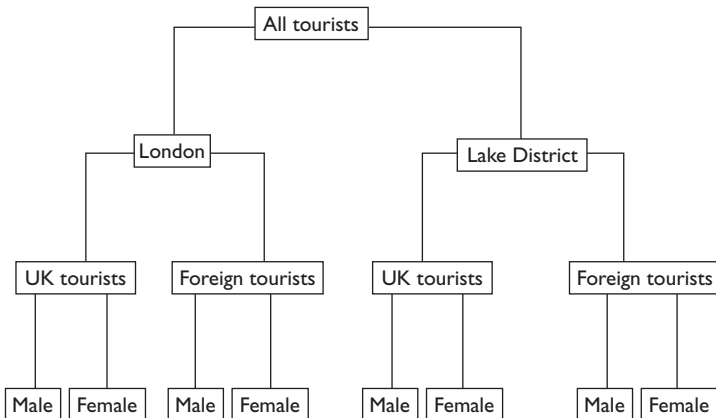 All tourists
London
Lake District
UK tourists
Foreign tourists
UK tourists
Foreign tourists
Male
Female
Male
Female
Male
Female
Male
Female